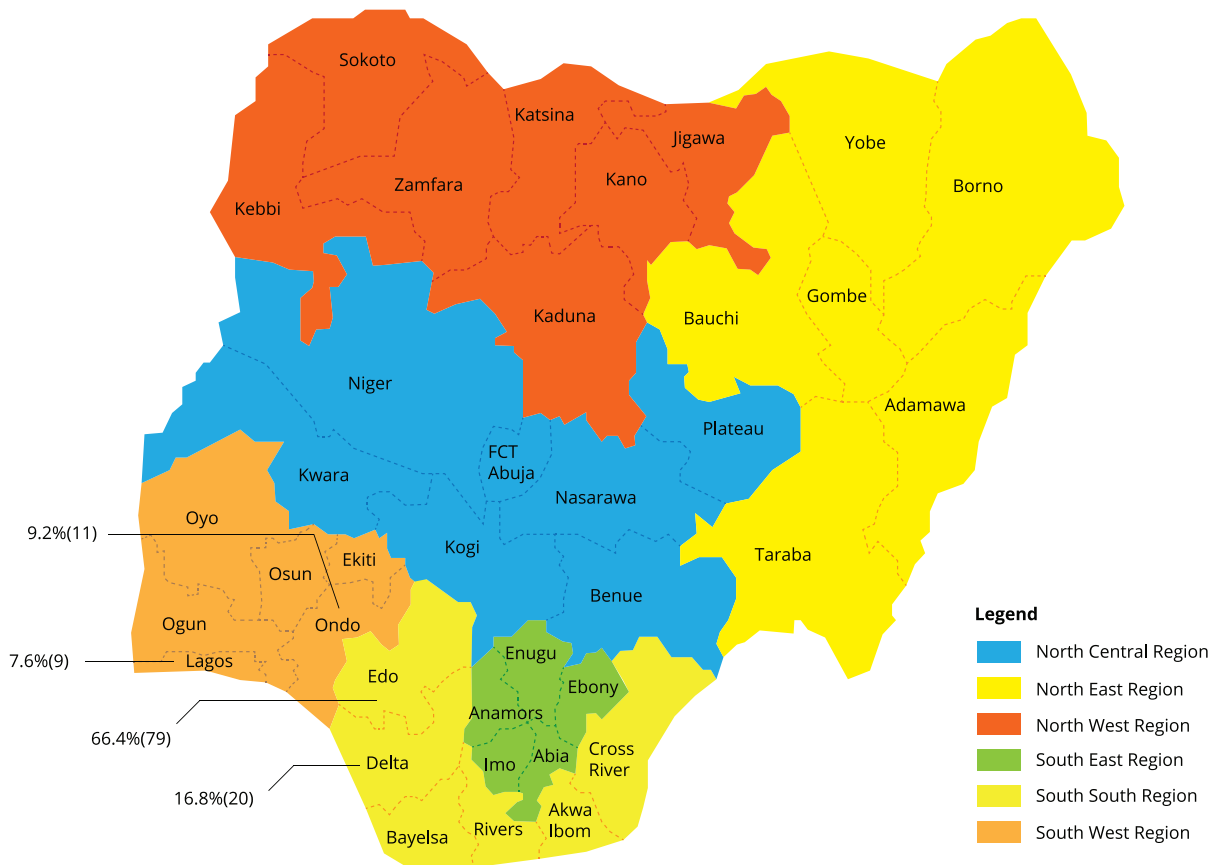 Sokoto
Katsina
Jigawa
Yobe
Kano
Zamfara
Borno
Kebbi
Gombe
Kaduna
Bauchi
Niger
Adamawa
Plateau
FCT
Abuja
Kwara
Nasarawa
Oyo
9.2%(11)
Kogi
Ekiti
Taraba
Osun
Benue
Legend
Ogun
Ondo
North Central Region
Enugu
7.6%(9)
Lagos
Edo
Ebony
North East Region
Anamors
North West Region
66.4%(79)
Cross
River
Abia
Imo
Delta
South East Region
16.8%(20)
South South Region
Akwa
Ibom
Rivers
Bayelsa
South West Region